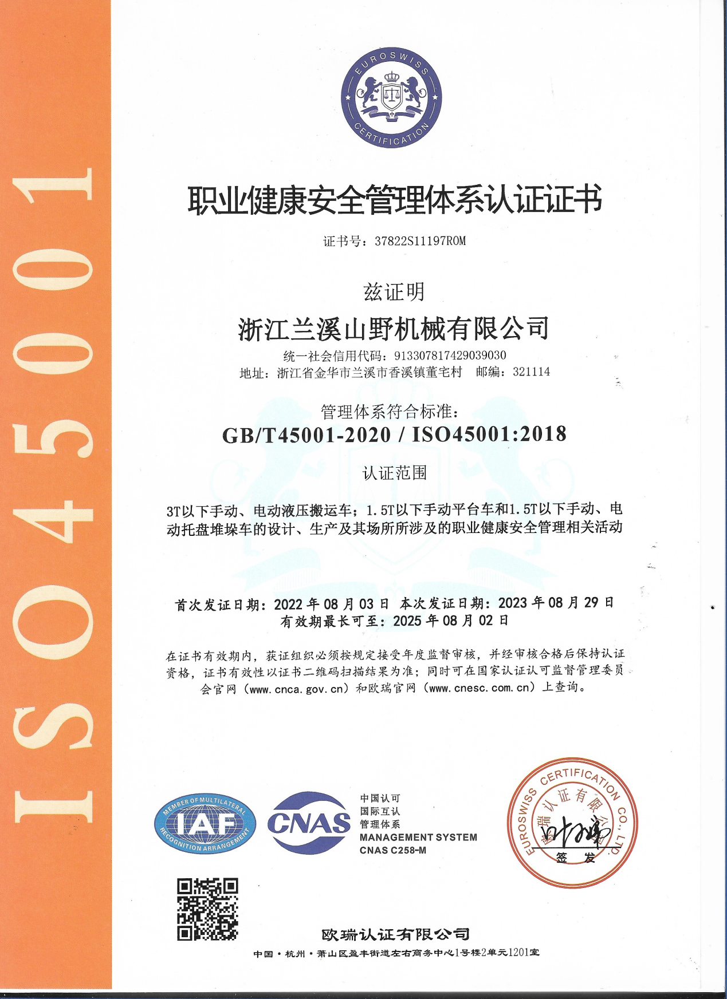 ISO45001
EUROSWISS
CERTIFICATION
职业健康安全管理体系认证证书
证书号：37822S11197R0M
兹证明
浙江兰溪山野机械有限公司
统一社会信用代码：913307817429039030
地址：浙江省金华市兰溪市香溪镇董宅村 邮编：321114
管理体系符合标准：
GB/T45001-2020 / ISO45001:2018
认证范围
3T以下手动、电动液压搬运车；1.5T以下手动平台车和1.5T以下手动、电
动托盘堆垛车的设计、生产及其场所所涉及的职业健康安全管理相关活动
首次发证日期：2022 年 08 月 03 日 本次发证日期：2023 年 08 月 29 日
有效期最长可至：2025 年 08 月 02 日
在证书有效期内，获证组织必须按规定接受年度监督审核，并经审核合格后保持认证
资格，证书有效性以证书二维码扫描结果为准；同时可在国家认证认可监督管理委员
会官网（www.cnca.gov.cn）和欧瑞官网（www.cnesc.com.cn）上查询。
MEMBER OF MULTILATERAL
IAF
RECOGNITION ARRANGEMENT
CNAS
中国认可
国际互认
管理体系
MANAGEMENT SYSTEM
CNAS C258-M
EUROSWISS CERTIFICATION CO., LTD.
欧瑞认证有限公司
签 发
欧瑞认证有限公司
中国·杭州·萧山区盈丰街道左右商务中心1号楼2单元1201室